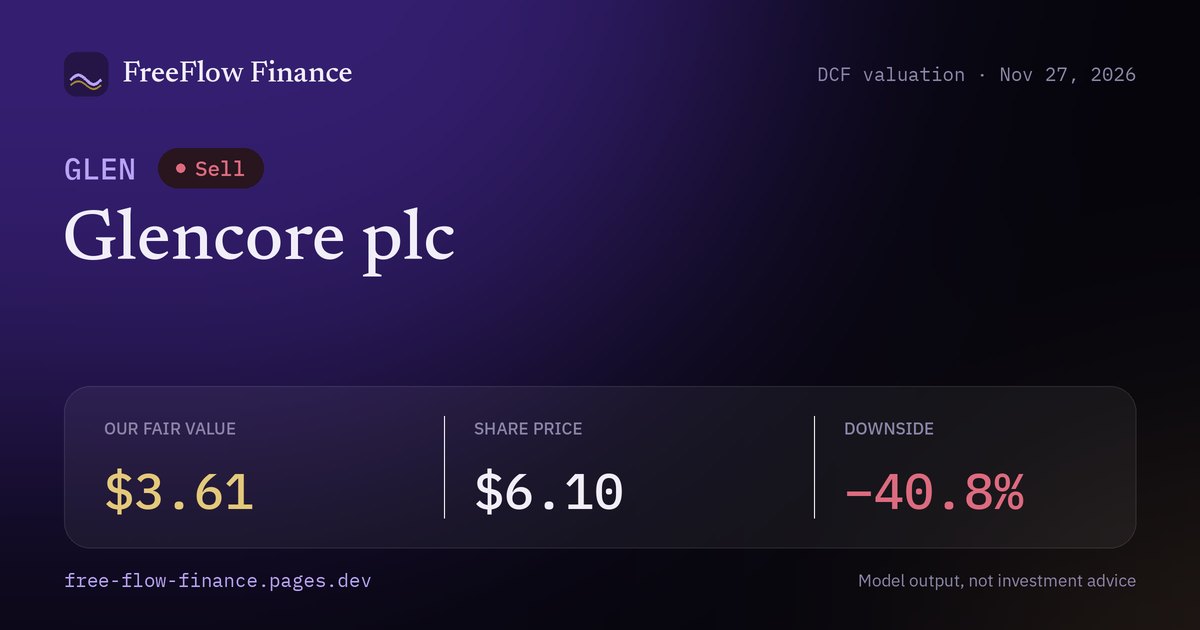 FreeFlow Finance
DCF valuation · Nov 27, 2026
GLEN
Sell
Glencore plc
OUR FAIR VALUE
$3.61
SHARE PRICE
$6.10
DOWNSIDE
−40.8%
free-flow-finance.pages.dev
Model output, not investment advice